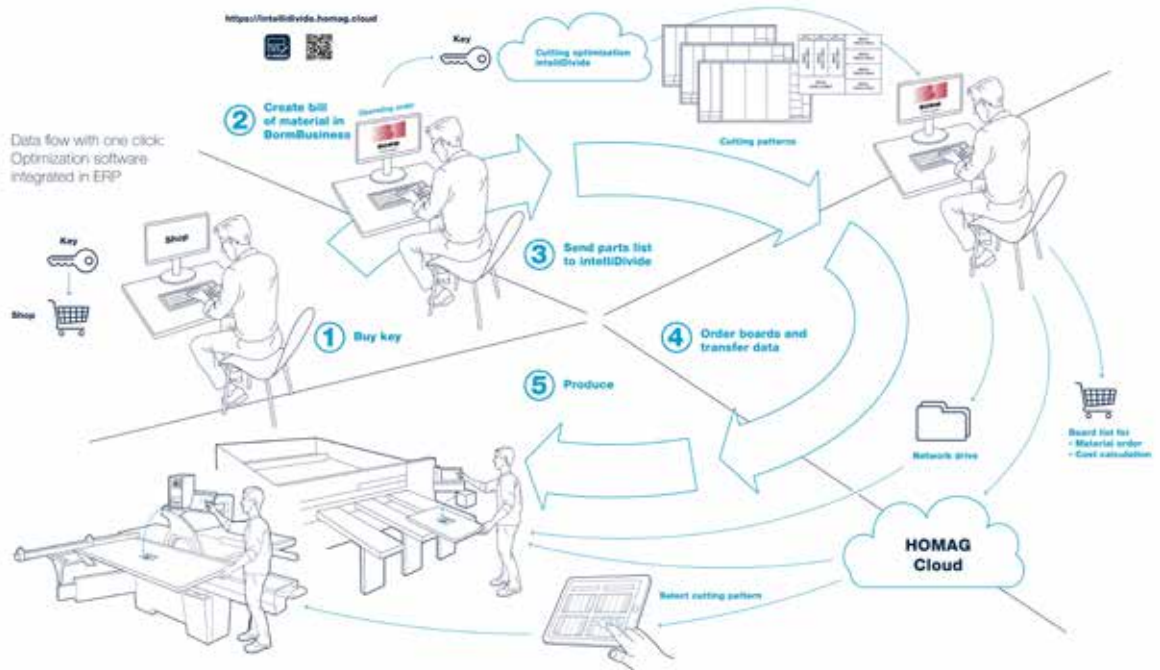 https://intellidivide.homag.cloud
Key
Cutting optimization
intelliDivide
2
Create bill
of material in
BormBusiness
Operating order
Data flow with one click:
Optimization software
integrated in ERP
Cutting patterns
Key
Shop
Shop
3
Send parts list
to intelliDivide
1
Buy key
4
Order boards and
transfer data
5
Produce
Network drive
Board list for
• Material order
• Cost calculation
HOMAG
Cloud
Select cutting pattern